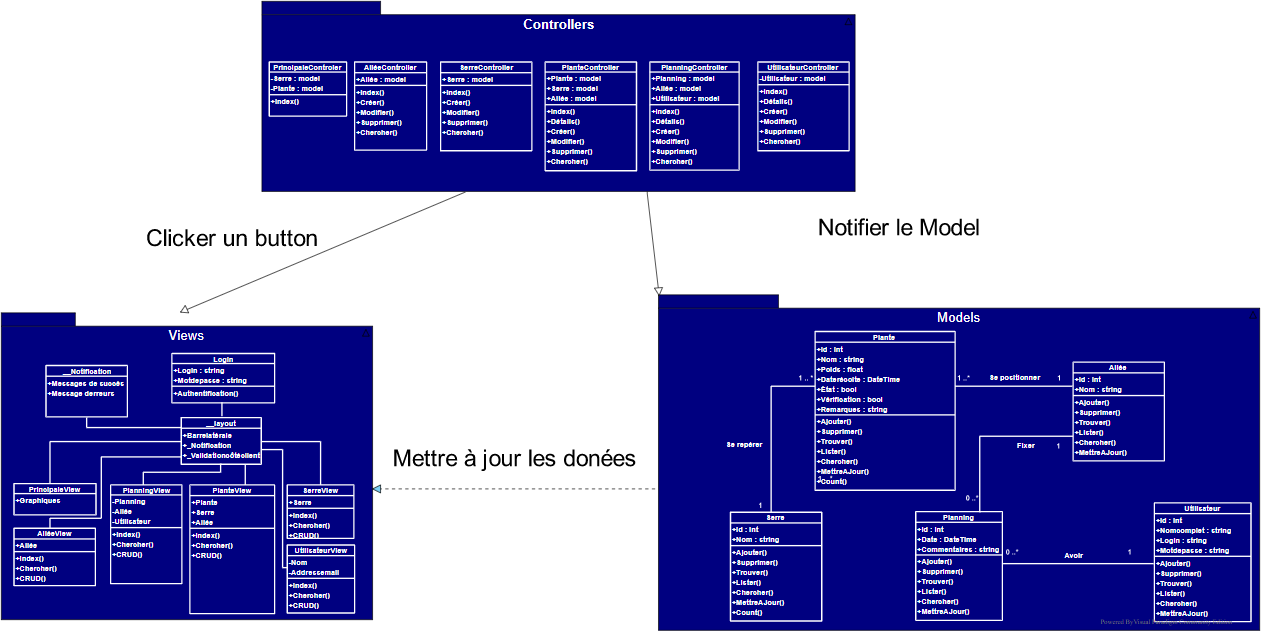 Controllers
PrincipaleControler
-Serre : model
-Plante : model
+Index()
AlléeController
+Allée : model
+Index()
+Créer()
+Modifier()
+Supprimer()
+Chercher()
SerreController
+Serre : model
+Index()
+Créer()
+Modifier()
+Supprimer()
+Chercher()
PlanteController
+Plante : model
+Serre : model
+Allée : model
+Index()
+Détails()
+Créer()
+Modifier()
+Supprimer()
+Chercher()
PlanningController
+Planning : model
+Allée : model
+Utilisateur : model
+Index()
+Détails()
+Créer()
+Modifier()
+Supprimer()
+Chercher()
UtilisateurController
-Utilisateur : model
+Index()
+Détails()
+Créer()
+Modifier()
+Supprimer()
+Chercher()
Clicker un button
Notifier le Model
Mettre à jour les donées
Views
__Notification
+Messages de succès
+Message derreurs
Login
+Login : string
+Motdepasse : string
+Authentification()
__layout
+Barrelatérale
+_Notification
+_Validationcôtéclient
PrincipaleView
+Graphiques
AlléeView
+Allée
+Index()
+Chercher()
+CRUD()
PlanningView
-Planning
-Allée
-Utilisateur
+Index()
+Chercher()
+CRUD()
PlanteView
+Plante
+Serre
+Allée
+Index()
+Chercher()
+CRUD()
SerreView
+Serre
+Index()
+Chercher()
+CRUD()
UtilisateurView
-Nom
-Addressemail
+Index()
+Chercher()
+CRUD()
Models
Plante
+Id : int
+Nom : string
+Poids : float
+Daterécolte : DateTime
+État : bool
+Vérification : bool
+Remarques : string
+Ajouter()
+Supprimer()
+Trouver()
+Lister()
+Chercher()
+MettreAJour()
+Count()
1 ..*
1 ..*
Se positionner
1
Allée
+Id : int
+Nom : string
+Ajouter()
+Supprimer()
+Trouver()
+Lister()
+Chercher()
+MettreAJour()
Se repérer
1
Fixer
1
0 ..*
Serre
+Id : int
+Nom : string
+Ajouter()
+Supprimer()
+Trouver()
+Lister()
+Chercher()
+MettreAJour()
+Count()
Planning
+Id : int
+Date : DateTime
+Commentaires : string
+Ajouter()
+Supprimer()
+Trouver()
+Lister()
+Chercher()
+MettreAJour()
0 ..*
Avoir
1
Utilisateur
+Id : int
+Nomcomplet : string
+Login : string
+Motdepasse : string
+Ajouter()
+Supprimer()
+Trouver()
+Lister()
+Chercher()
+MettreAJour()
Powered By Visual Paradigm Community Edition